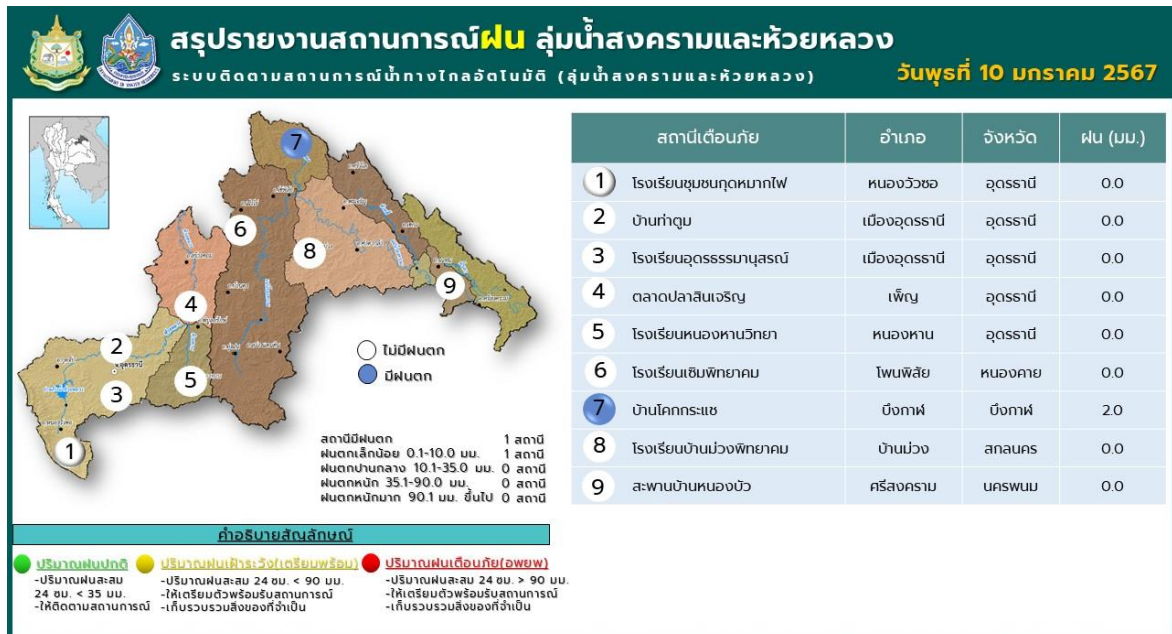 สรุปรายงานสถานการณ์ฝน ลุ่มน้ำสงครามและห้วยหลวง
ระบบติดตามสถานการณ์น้ำทางไกลอัตโนมัติ (ลุ่มน้ำสงครามและห้วยหลวง)
วันพุธที่ 10 มกราคม 2567
7
6
8
9
4
2
อุดรธานี
3
5
1
ไม่มีฝนตก
มีฝนตก
สถานีมีฝนตก 1 สถานี
ฝนตกเล็กน้อย 0.1-10.0 มม. 1 สถานี
ฝนตกปานกลาง 10.1-35.0 มม. 0 สถานี
ฝนตกหนัก 35.1-90.0 มม. 0 สถานี
ฝนตกหนักมาก 90.1 มม. ขึ้นไป 0 สถานี
สถานีเตือนภัย อำเภอ จังหวัด ฝน (มม.)
1 โรงเรียนชุมชนกุดหมากไฟ หนองวัวซอ อุดรธานี 0.0
2 บ้านท่าตูม เมืองอุดรธานี อุดรธานี 0.0
3 โรงเรียนอุดรธรรมานุสรณ์ เมืองอุดรธานี อุดรธานี 0.0
4 ตลาดปลาสินเจริญ เพ็ญ อุดรธานี 0.0
5 โรงเรียนหนองหานวิทยา หนองหาน อุดรธานี 0.0
6 โรงเรียนเซิมพิทยาคม โพนพิสัย หนองคาย 0.0
7 บ้านโคกกระแซ บึงกาฬ บึงกาฬ 2.0
8 โรงเรียนบ้านม่วงพิทยาคม บ้านม่วง สกลนคร 0.0
9 สะพานบ้านหนองบัว ศรีสงคราม นครพนม 0.0
คำอธิบายสัญลักษณ์
ปริมาณฝนปกติ
-ปริมาณฝนสะสม
24 ชม. < 35 มม.
-ให้ติดตามสถานการณ์
ปริมาณฝนเฝ้าระวัง(เตรียมพร้อม)
-ปริมาณฝนสะสม 24 ชม. < 90 มม.
-ให้เตรียมตัวพร้อมรับสถานการณ์
-เก็บรวบรวมสิ่งของที่จำเป็น
ปริมาณฝนเตือนภัย(อพยพ)
-ปริมาณฝนสะสม 24 ชม. > 90 มม.
-ให้เตรียมตัวพร้อมรับสถานการณ์
-เก็บรวบรวมสิ่งของที่จำเป็น